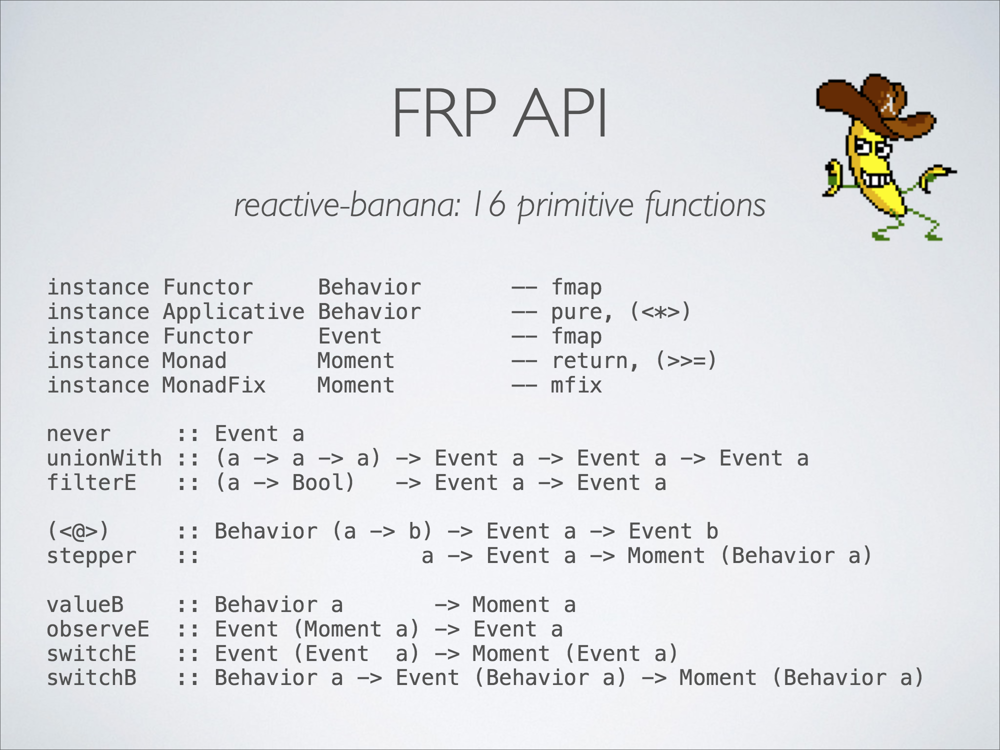 FRP API
reactive-banana: 16 primitive functions
instance Functor     Behavior       -- fmap
instance Applicative Behavior       -- pure, (<*>)
instance Functor     Event          -- fmap
instance Monad       Moment         -- return, (>>=)
instance MonadFix    Moment         -- mfix
never     :: Event a
unionWith :: (a -> a -> a) -> Event a -> Event a -> Event a
filterE   :: (a -> Bool)   -> Event a -> Event a
(<@>)     :: Behavior (a -> b) -> Event a -> Event b
stepper   ::                 a -> Event a -> Moment (Behavior a)
valueB    :: Behavior a       -> Moment a
observeE  :: Event (Moment a) -> Event a
switchE   :: Event (Event  a) -> Moment (Event a)
switchB   :: Behavior a -> Event (Behavior a) -> Moment (Behavior a)